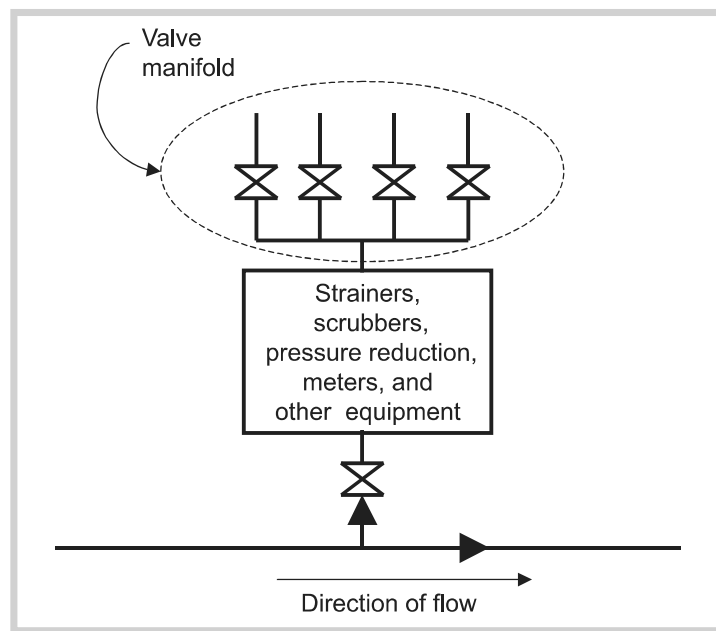 Valve
manifold
Strainers,
scrubbers,
pressure reduction,
meters, and
other equipment
Direction of flow